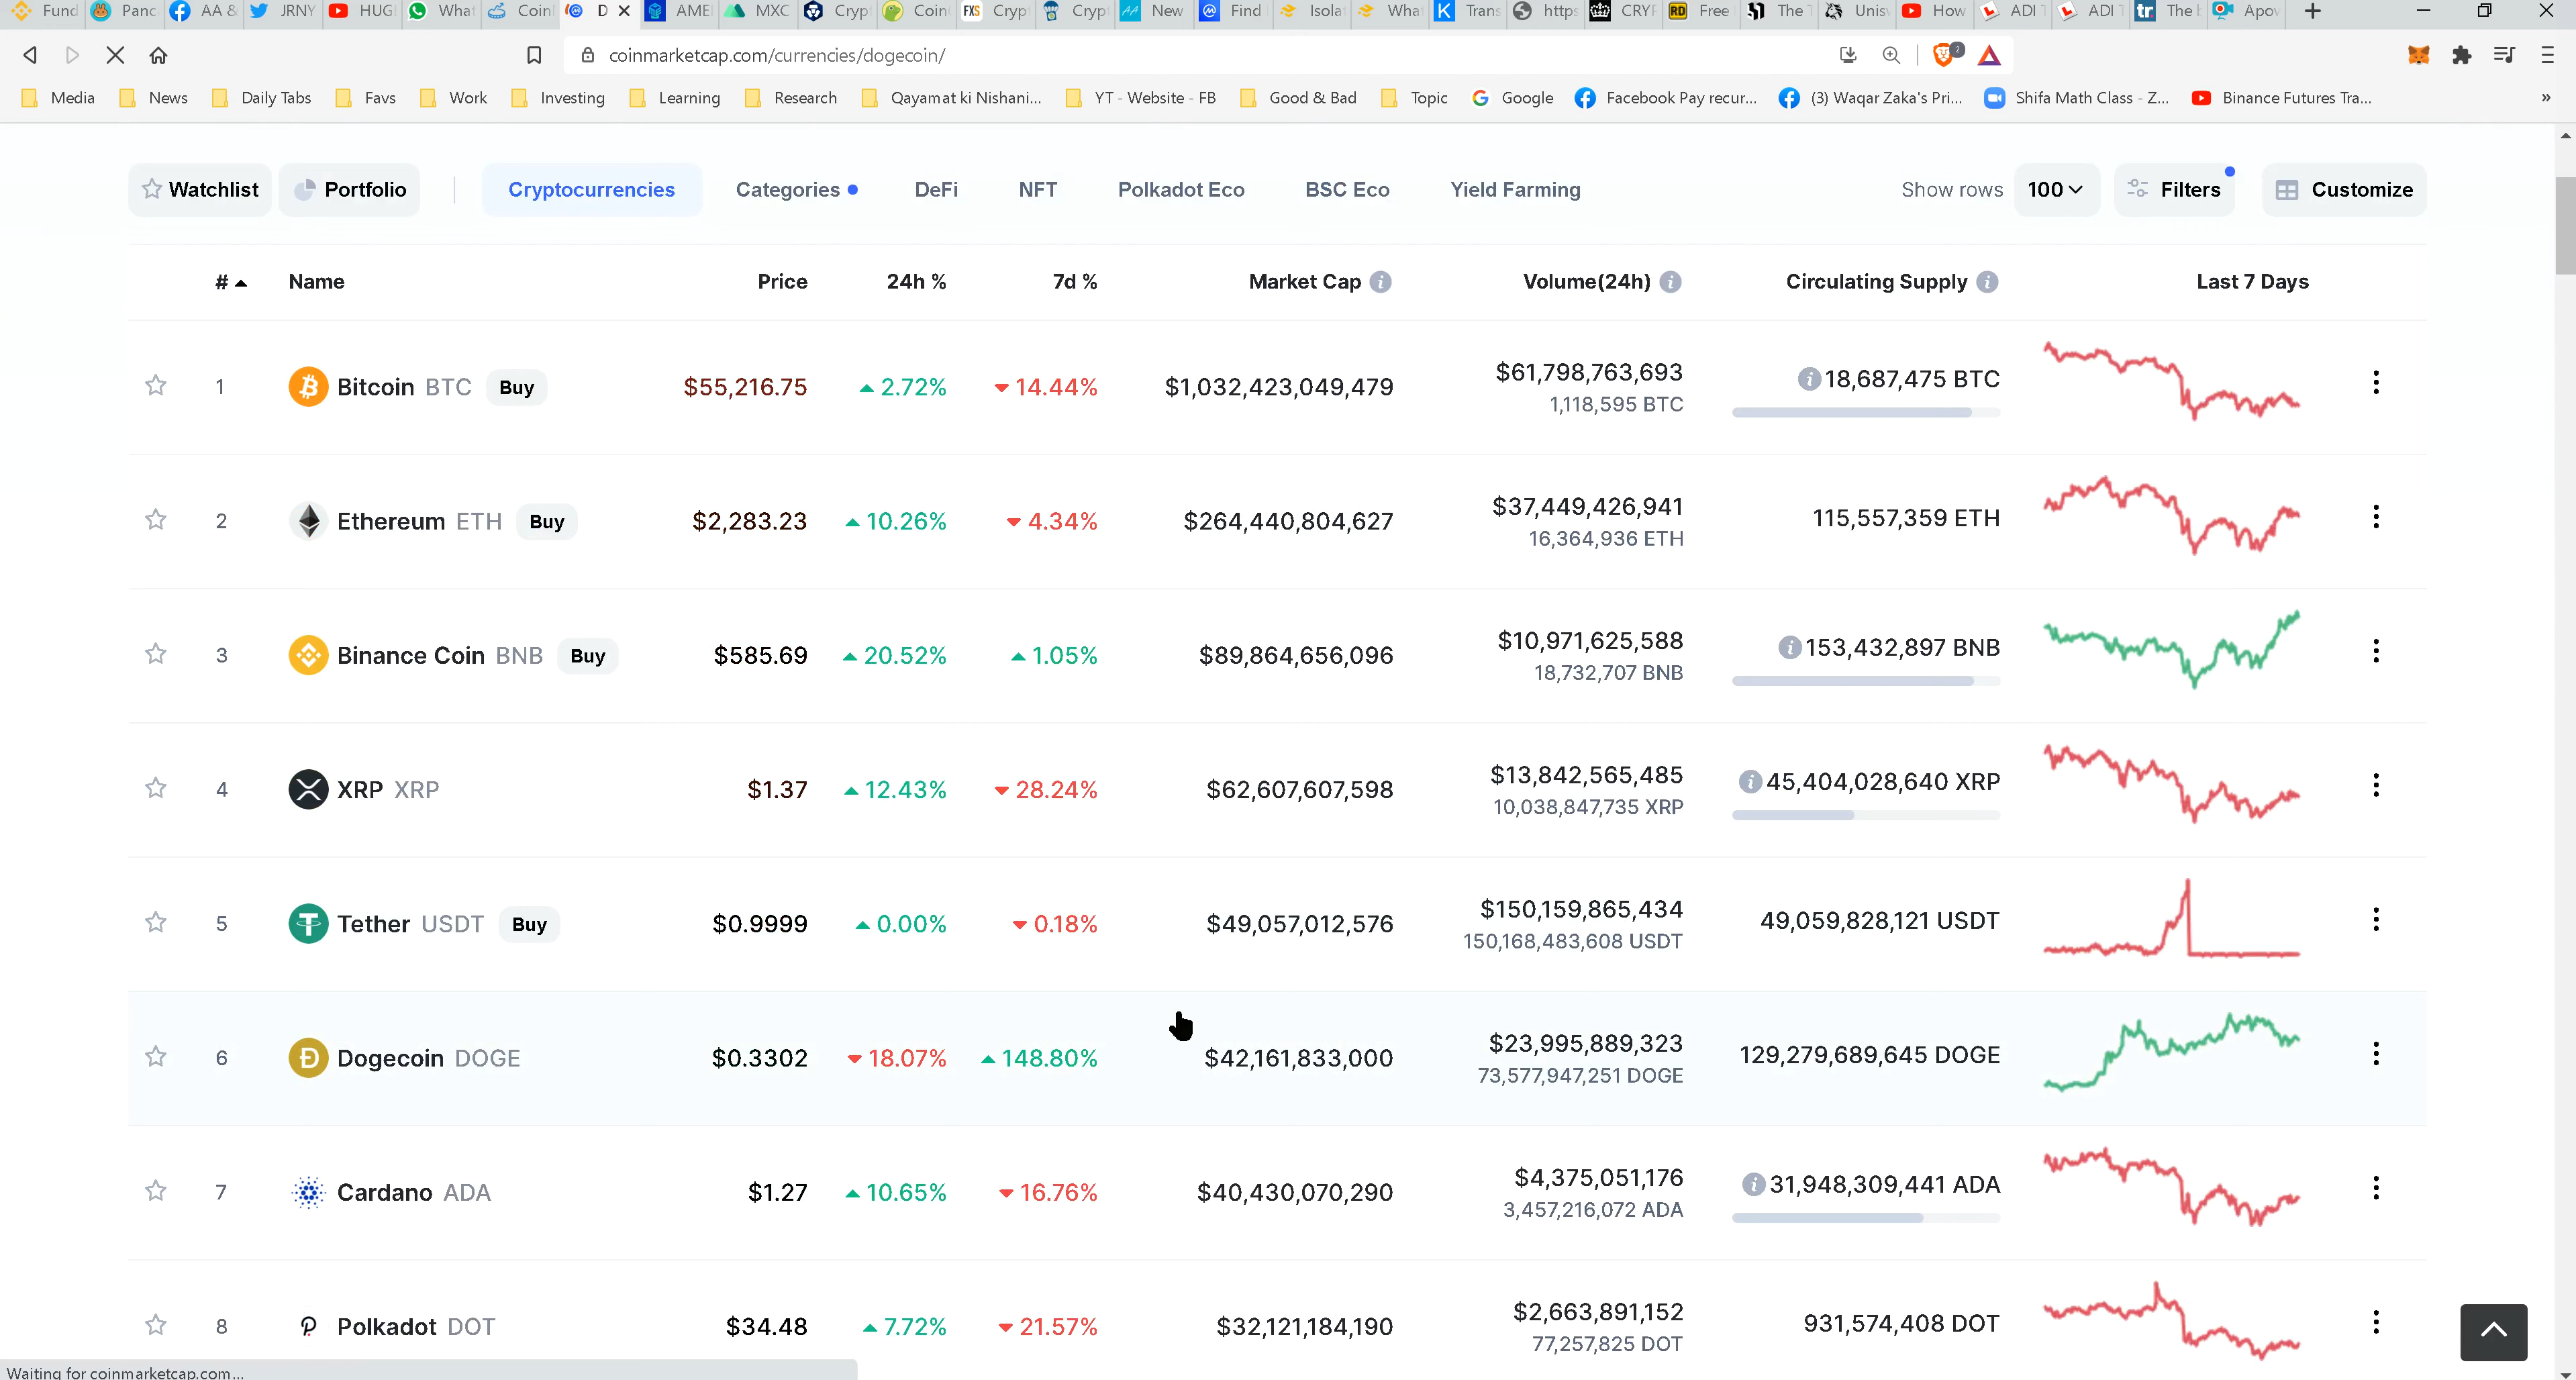 Fund Panc AA & JRNY HUG What Coin D AME MXC Cryp Coin Cryp Cryp New Find Isolat What Trans https CRYP Free The T Unisv How ADI T ADI T The b Apov
coinmarketcap.com/currencies/dogecoin/ 2
Media News Daily Tabs Favs Work Investing Learning Research Qayamat ki Nishani... YT - Website - FB Good & Bad Topic Google Facebook Pay recur... (3) Waqar Zaka's Pri... Shifa Math Class - Z... Binance Futures Tra... »
Watchlist Portfolio Cryptocurrencies Categories DeFi NFT Polkadot Eco BSC Eco Yield Farming Show rows 100 Filters Customize
# Name Price 24h % 7d % Market Cap Volume(24h) Circulating Supply Last 7 Days
1 Bitcoin BTC Buy $55,216.75 2.72% 14.44% $1,032,423,049,479 $61,798,763,693 18,687,475 BTC
1,118,595 BTC
2 Ethereum ETH Buy $2,283.23 10.26% 4.34% $264,440,804,627 $37,449,426,941 115,557,359 ETH
16,364,936 ETH
3 Binance Coin BNB Buy $585.69 20.52% 1.05% $89,864,656,096 $10,971,625,588 153,432,897 BNB
18,732,707 BNB
4 XRP XRP $1.37 12.43% 28.24% $62,607,607,598 $13,842,565,485 45,404,028,640 XRP
10,038,847,735 XRP
5 Tether USDT Buy $0.9999 0.00% 0.18% $49,057,012,576 $150,159,865,434 49,059,828,121 USDT
150,168,483,608 USDT
6 Dogecoin DOGE $0.3302 18.07% 148.80% $42,161,833,000 $23,995,889,323 129,279,689,645 DOGE
73,577,947,251 DOGE
7 Cardano ADA $1.27 10.65% 16.76% $40,430,070,290 $4,375,051,176 31,948,309,441 ADA
3,457,216,072 ADA
8 Polkadot DOT $34.48 7.72% 21.57% $32,121,184,190 $2,663,891,152 931,574,408 DOT
77,257,825 DOT
Waiting for coinmarketcap.com...